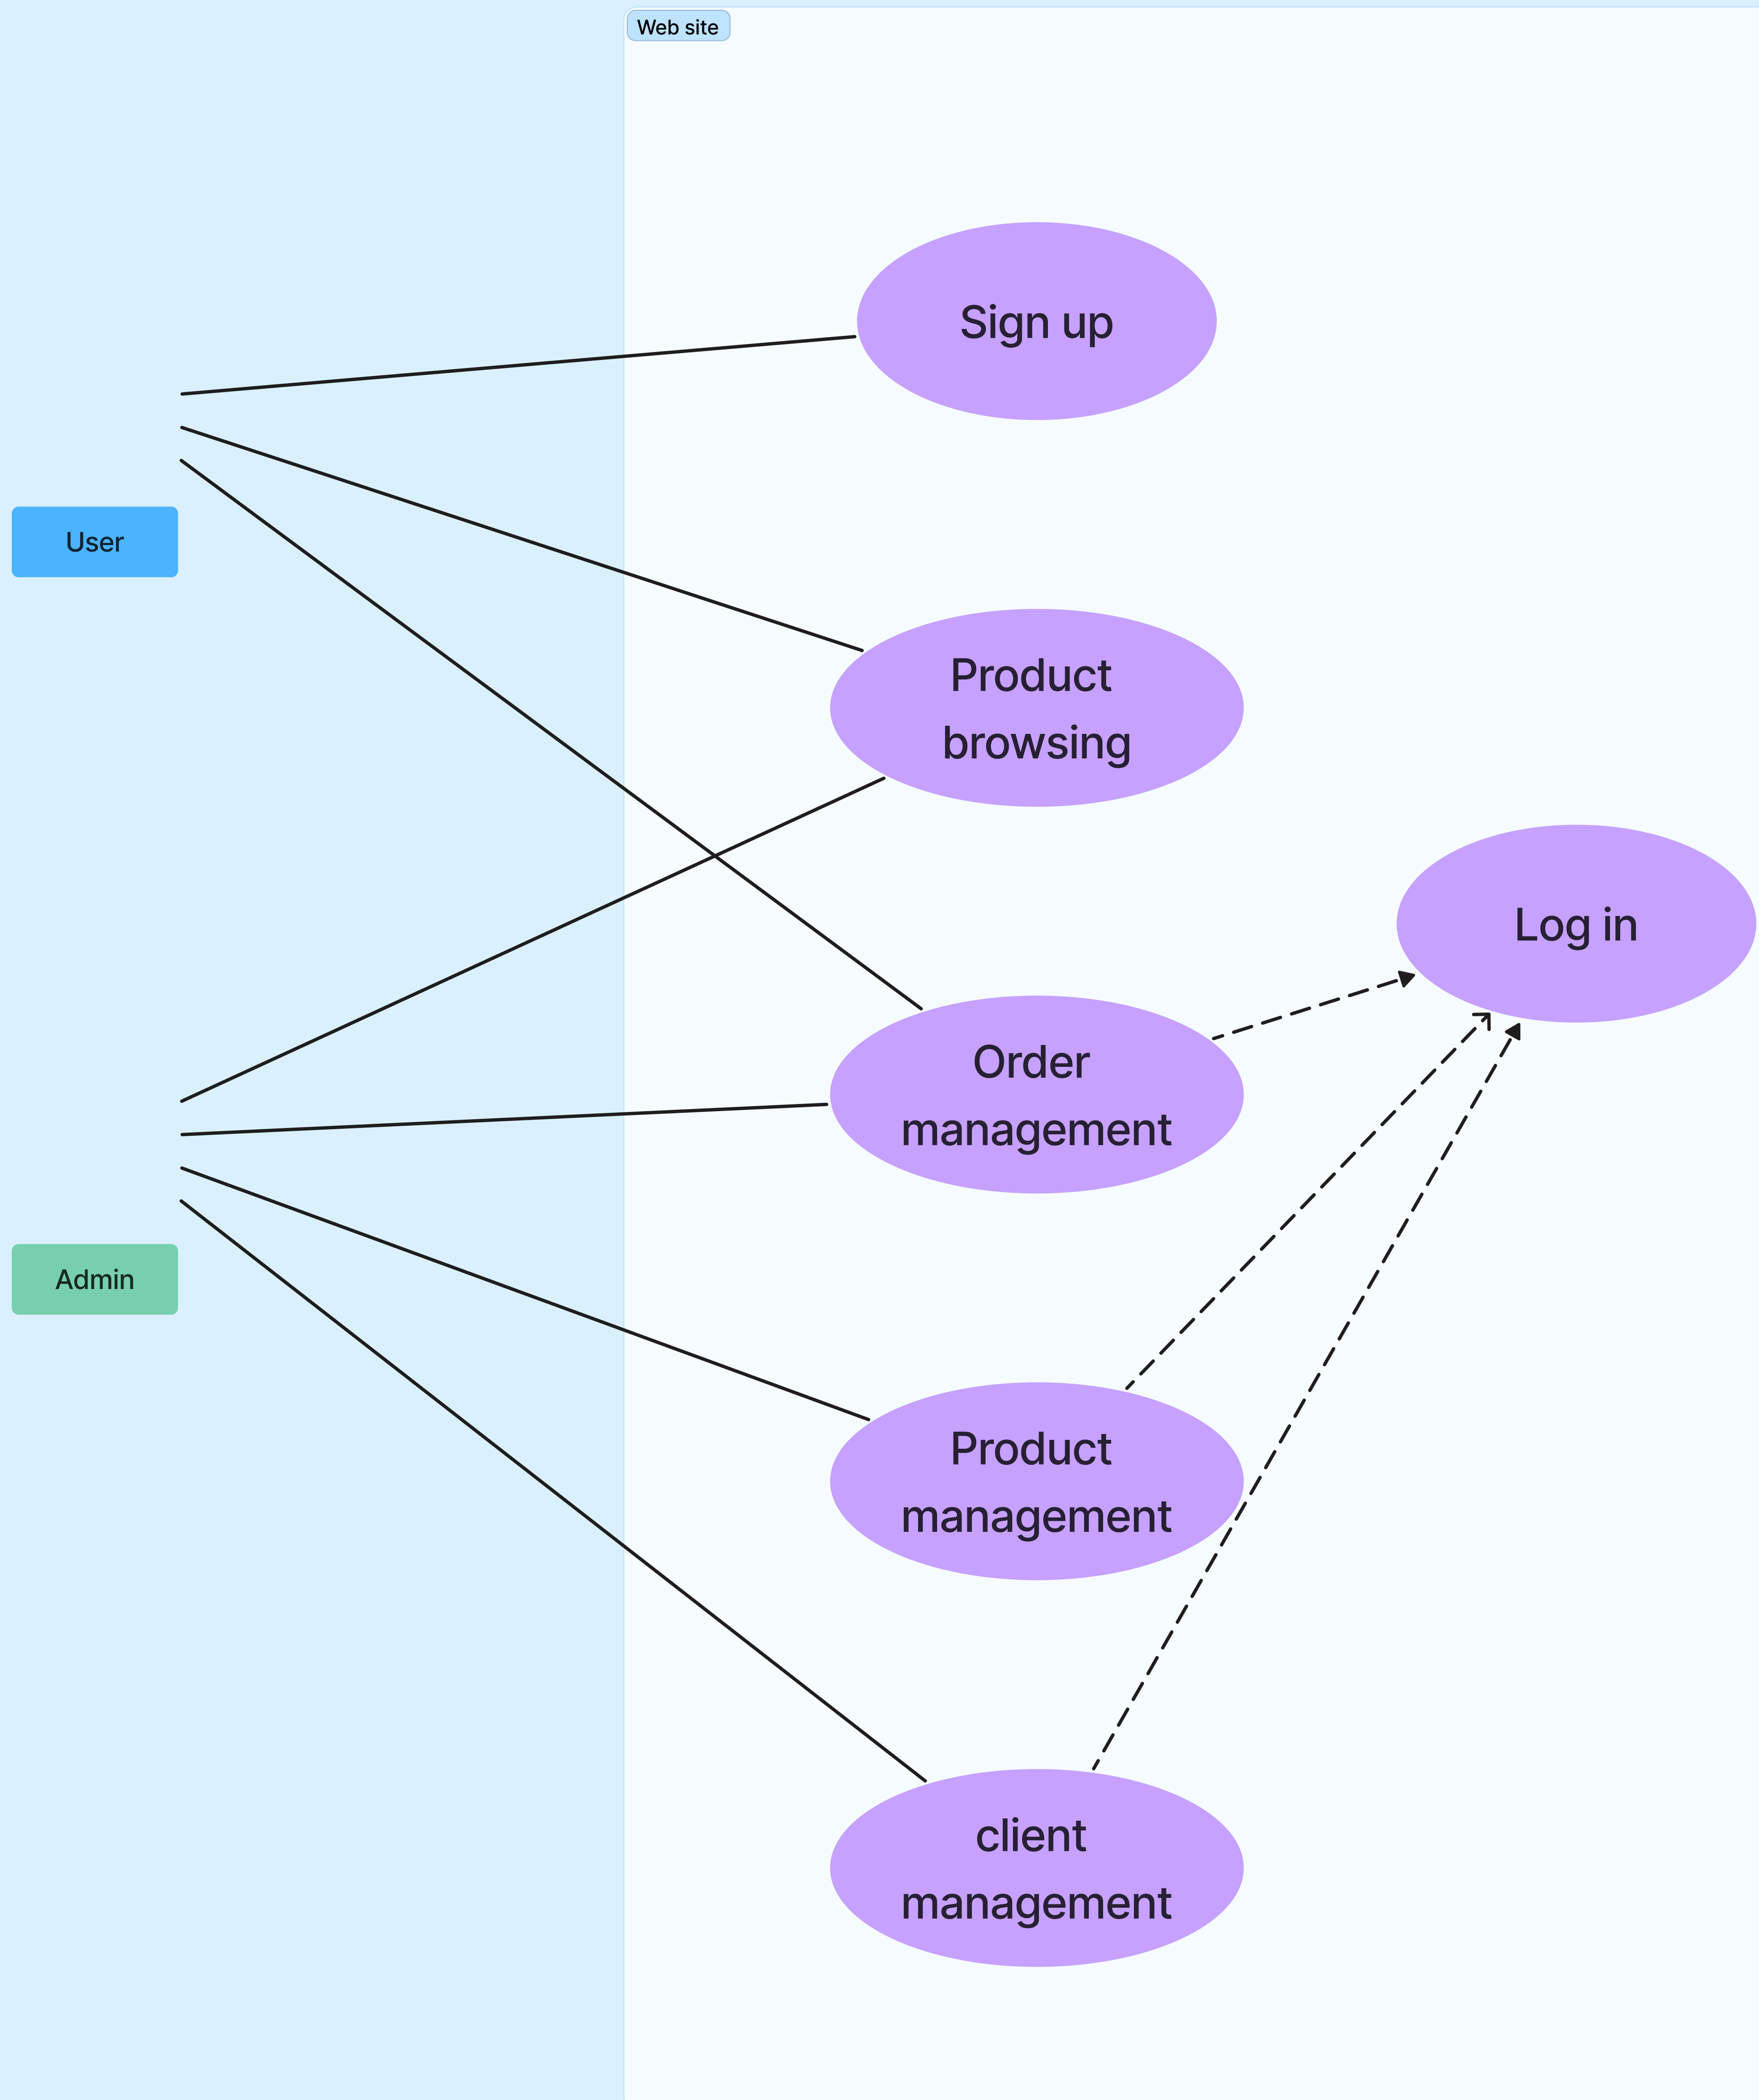 Web site
Sign up
User
Product
browsing
Log in
Order
management
Admin
Product
management
client
management